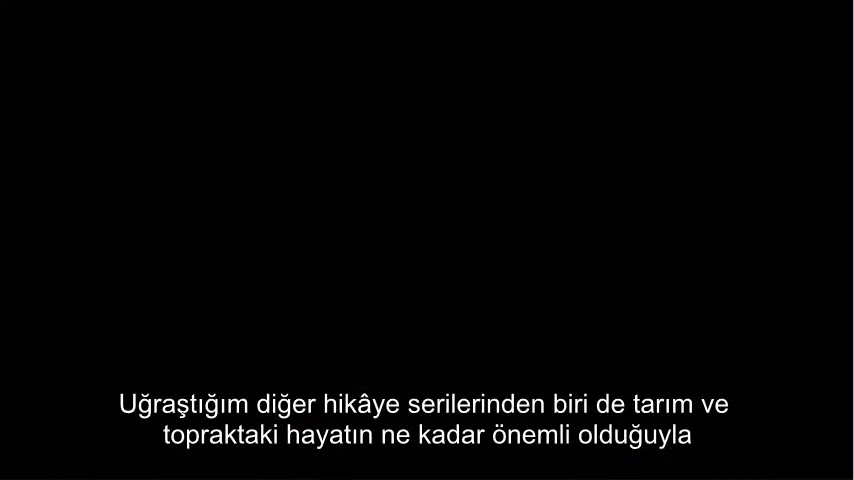 Uğraştığım diğer hikâye serilerinden biri de tarım ve
topraktaki hayatın ne kadar önemli olduğuyla